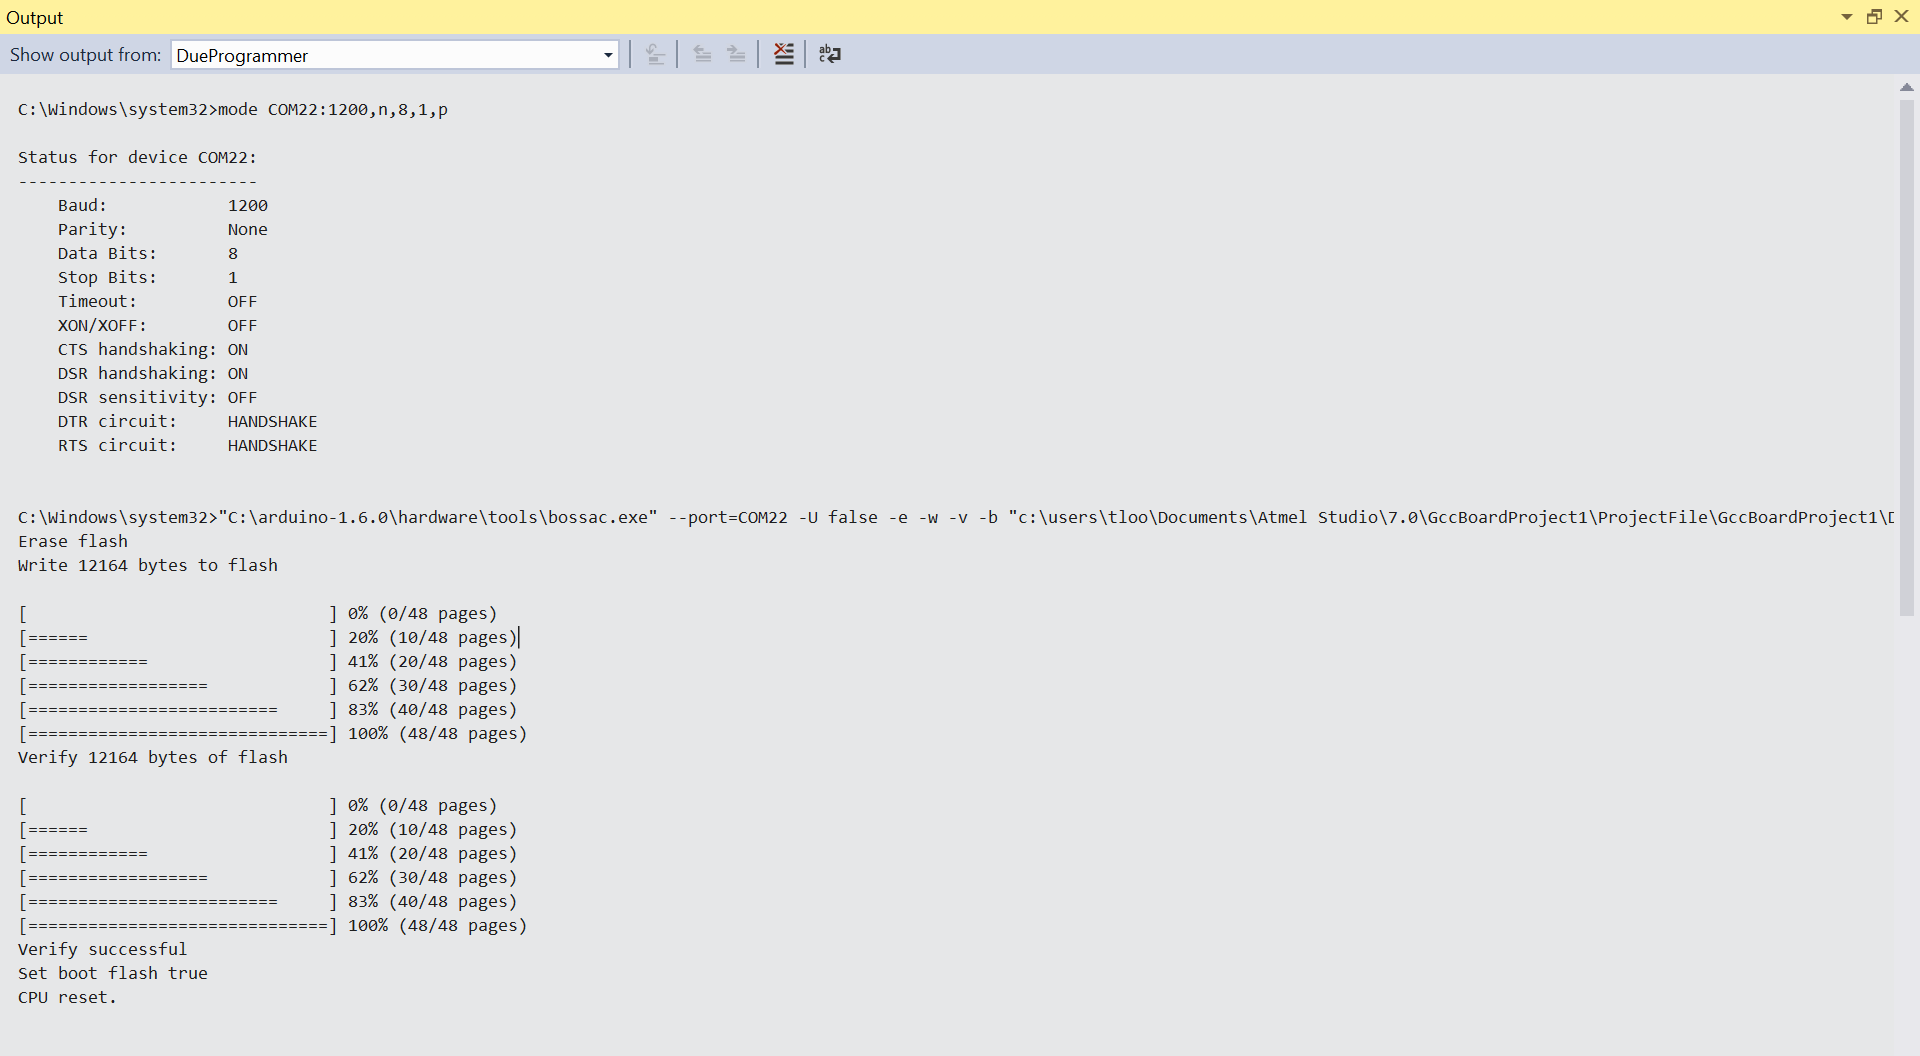 Output
Show output from: DueProgrammer
C:\Windows\system32>mode COM22:1200,n,8,1,p
Status for device COM22:
------------------------
    Baud:            1200
    Parity:          None
    Data Bits:       8
    Stop Bits:       1
    Timeout:         OFF
    XON/XOFF:        OFF
    CTS handshaking: ON
    DSR handshaking: ON
    DSR sensitivity: OFF
    DTR circuit:     HANDSHAKE
    RTS circuit:     HANDSHAKE
C:\Windows\system32>"C:\arduino-1.6.0\hardware\tools\bossac.exe" --port=COM22 -U false -e -w -v -b "c:\users\tloo\Documents\Atmel Studio\7.0\GccBoardProject1\ProjectFile\GccBoardProject1\D
Erase flash
Write 12164 bytes to flash
[                              ] 0% (0/48 pages)
[======                        ] 20% (10/48 pages)
[============                  ] 41% (20/48 pages)
[==================            ] 62% (30/48 pages)
[=========================     ] 83% (40/48 pages)
[==============================] 100% (48/48 pages)
Verify 12164 bytes of flash
[                              ] 0% (0/48 pages)
[======                        ] 20% (10/48 pages)
[============                  ] 41% (20/48 pages)
[==================            ] 62% (30/48 pages)
[=========================     ] 83% (40/48 pages)
[==============================] 100% (48/48 pages)
Verify successful
Set boot flash true
CPU reset.